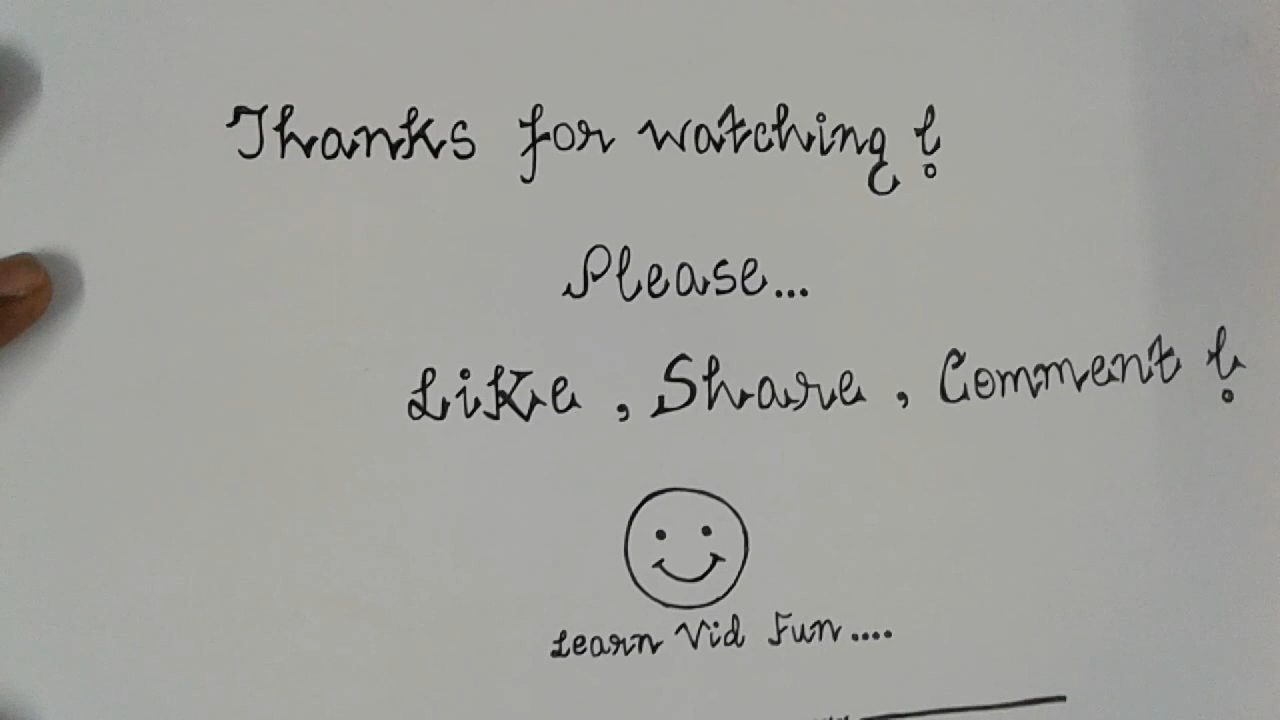 Thanks for watching !
Please...
Like , Share , Comment !
Learn Vid Fun....